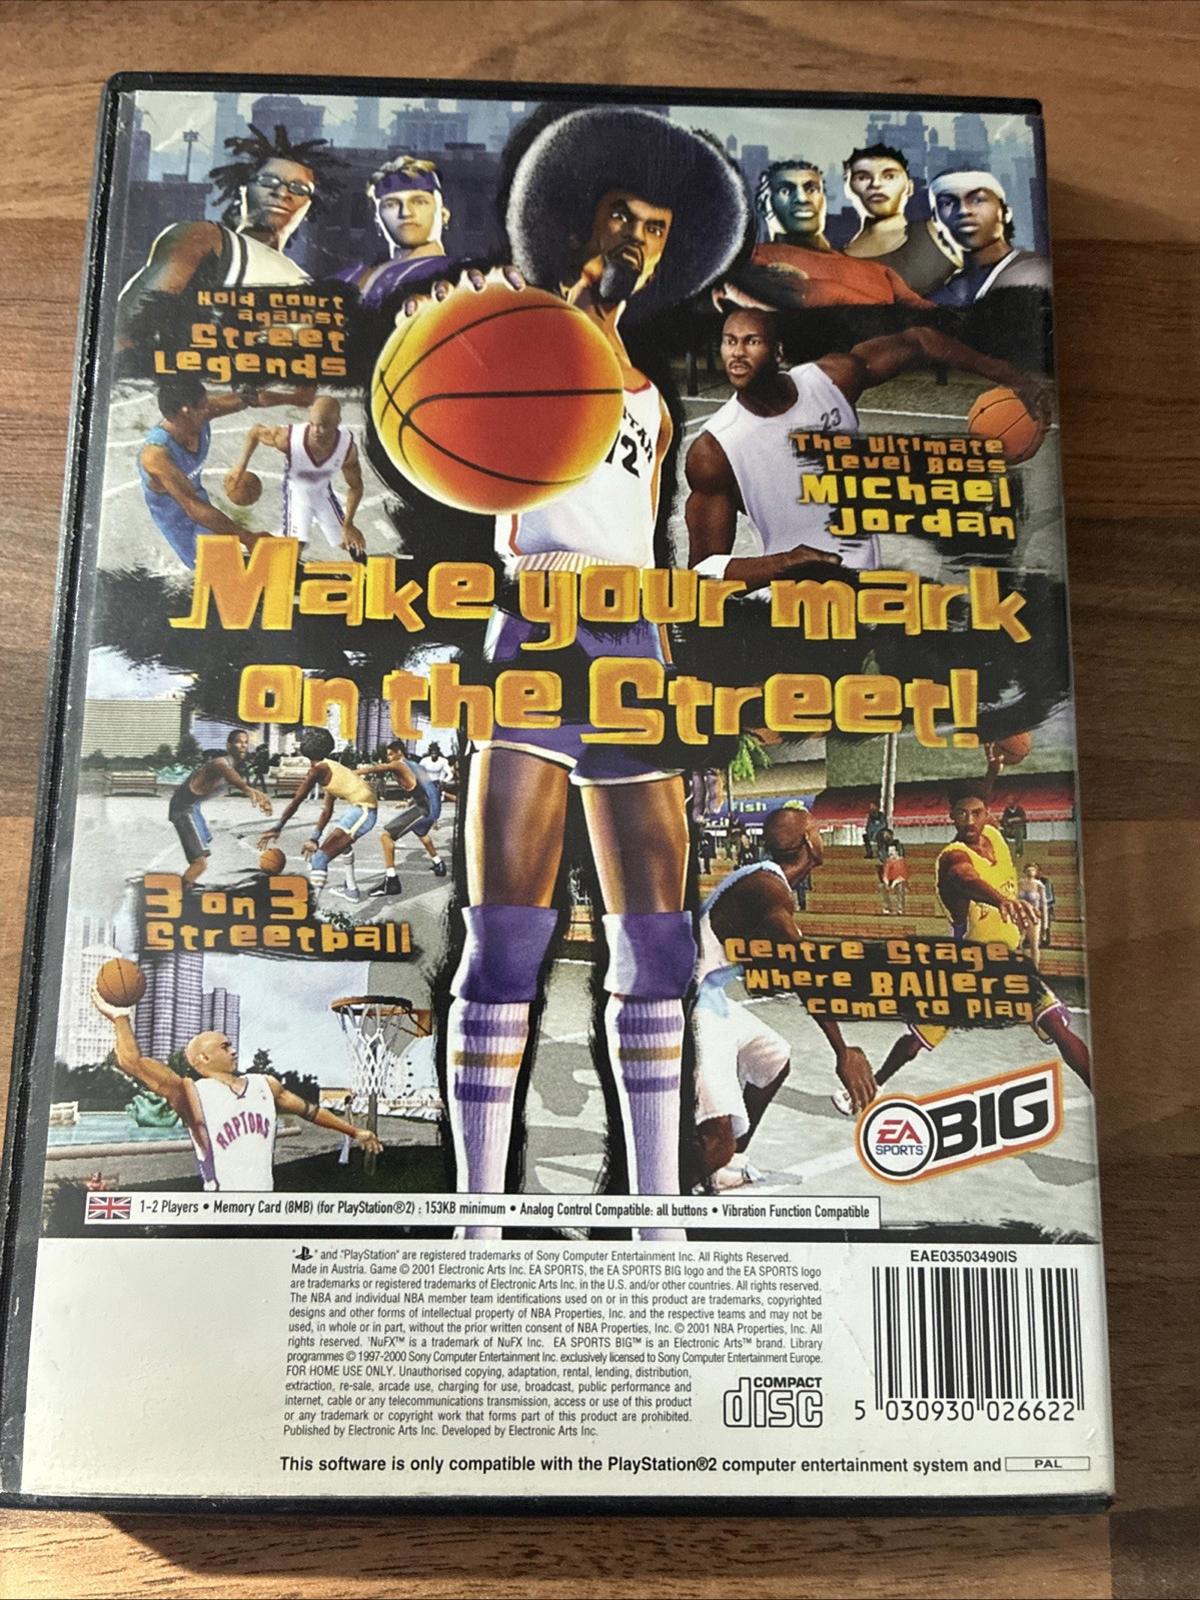 Hold Court
against
Street
Legends
23
The Ultimate
Level Boss
Michael
Jordan
12
Make your mark
on the Street!
3 on 3
Streetball
Centre Stage:
Where BAllers
come to Play
RAPTORS
EA
SPORTS
BIG
1-2 Players • Memory Card (8MB) (for PlayStation®2) : 153KB minimum • Analog Control Compatible: all buttons • Vibration Function Compatible
" " and "PlayStation" are registered trademarks of Sony Computer Entertainment Inc. All Rights Reserved.
Made in Austria. Game © 2001 Electronic Arts Inc. EA SPORTS, the EA SPORTS BIG logo and the EA SPORTS logo
are trademarks or registered trademarks of Electronic Arts Inc. in the U.S. and/or other countries. All rights reserved.
The NBA and individual NBA member team identifications used on or in this product are trademarks, copyrighted
designs and other forms of intellectual property of NBA Properties, Inc. and the respective teams and may not be
used, in whole or in part, without the prior written consent of NBA Properties, Inc. © 2001 NBA Properties, Inc. All
rights reserved. 'NuFX™ is a trademark of NuFX Inc. EA SPORTS BIG™ is an Electronic Arts™ brand. Library
programmes © 1997-2000 Sony Computer Entertainment Inc. exclusively licensed to Sony Computer Entertainment Europe.
FOR HOME USE ONLY. Unauthorised copying, adaptation, rental, lending, distribution,
extraction, re-sale, arcade use, charging for use, broadcast, public performance and
internet, cable or any telecommunications transmission, access or use of this product
or any trademark or copyright work that forms part of this product are prohibited.
Published by Electronic Arts Inc. Developed by Electronic Arts Inc.
COMPACT
disc
EAE03503490IS
5 030930 026622
This software is only compatible with the PlayStation®2 computer entertainment system and PAL